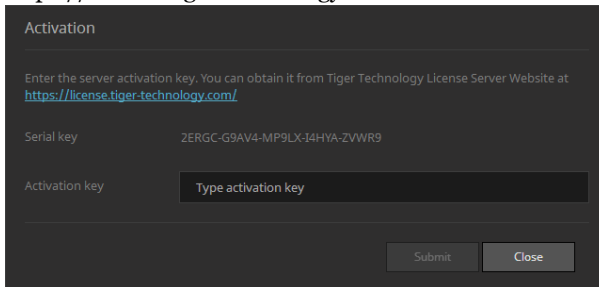 Activation
Enter the server activation key. You can obtain it from Tiger Technology License Server Website at
https://license.tiger-technology.com/
Serial key 2ERGC-G9AV4-MP9LX-I4HYA-ZVWR9
Activation key Type activation key
Submit Close